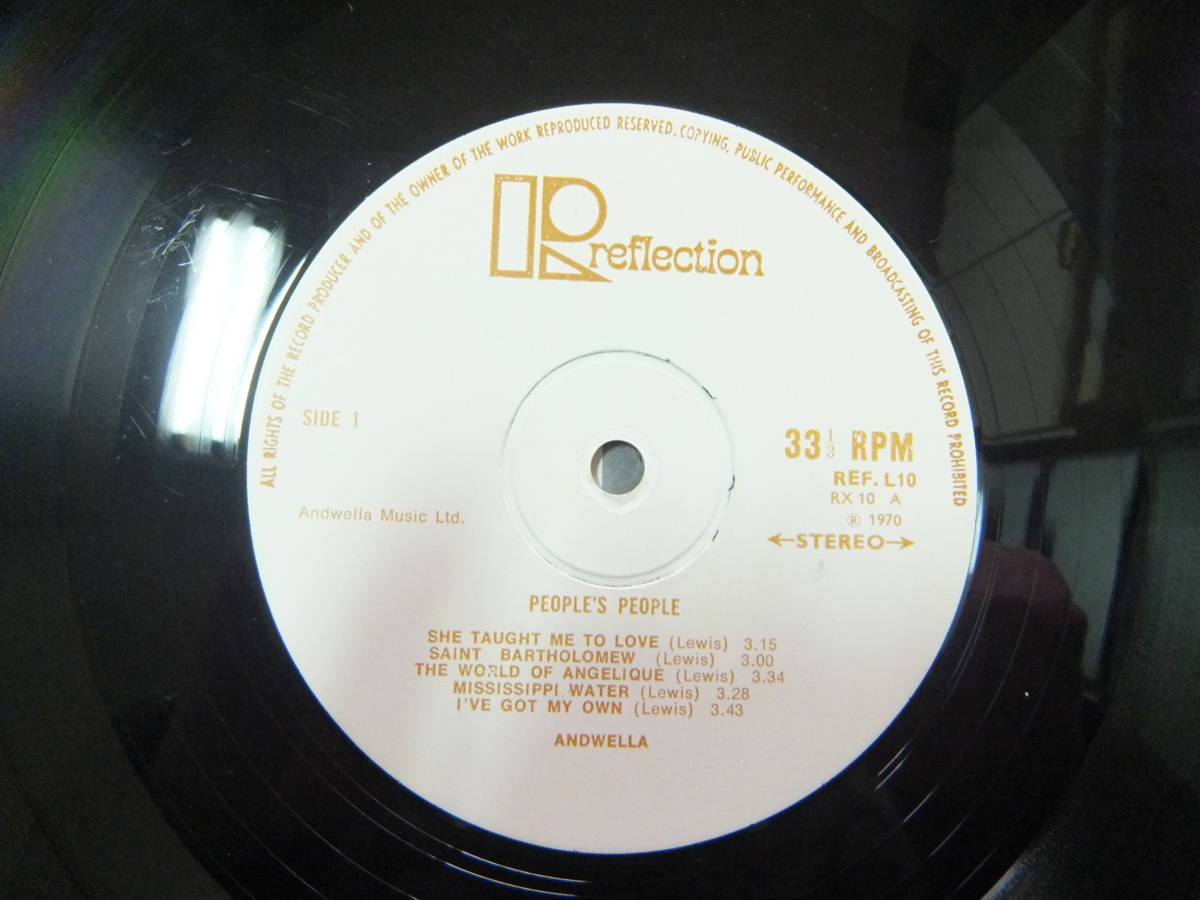 ALL RIGHTS OF THE RECORD PRODUCER AND OF THE OWNER OF THE WORK REPRODUCED RESERVED. COPYING, PUBLIC PERFORMANCE AND BROADCASTING OF THIS RECORD PROHIBITED
reflection
SIDE 1
33 1/3 RPM
REF. L10
RX 10 A
℗ 1970
Andwella Music Ltd.
←STEREO→
PEOPLE'S PEOPLE
SHE TAUGHT ME TO LOVE (Lewis) 3.15
SAINT BARTHOLOMEW (Lewis) 3.00
THE WORLD OF ANGELIQUE (Lewis) 3.34
MISSISSIPPI WATER (Lewis) 3.28
I'VE GOT MY OWN (Lewis) 3.43
ANDWELLA